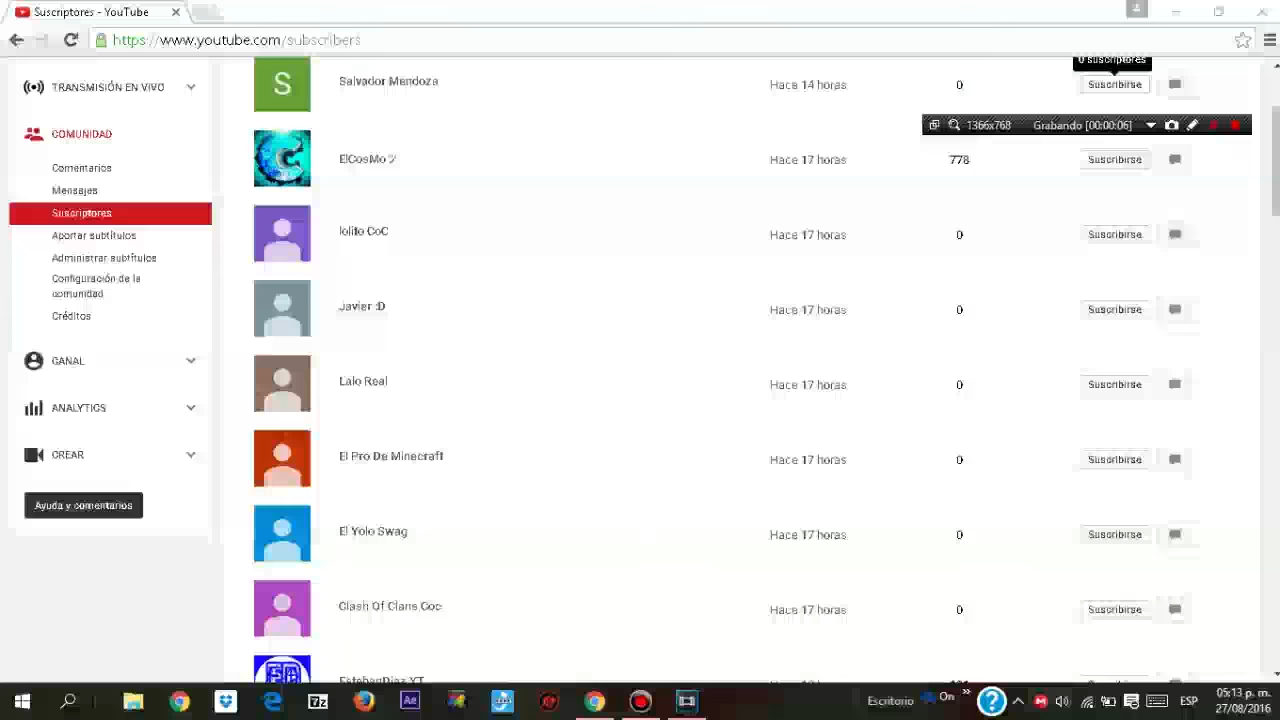 Suscriptores - YouTube
https://www.youtube.com/subscribers
TRANSMISIÓN EN VIVO
COMUNIDAD
Comentarios
Mensajes
Suscriptores
Aportar subtítulos
Administrar subtítulos
Configuración de la
comunidad
Créditos
CANAL
ANALYTICS
CREAR
Ayuda y comentarios
0 suscriptores
S
Salvador Mendoza Hace 14 horas 0 Suscribirse
1366x768 Grabando [00:00:06]
ElCosMo Hace 17 horas 778 Suscribirse
lolito CoC Hace 17 horas 0 Suscribirse
Javier :D Hace 17 horas 0 Suscribirse
Lalo Real Hace 17 horas 0 Suscribirse
El Pro De Minecraft Hace 17 horas 0 Suscribirse
El Yolo Swag Hace 17 horas 0 Suscribirse
Clash Of Clans Coc Hace 17 horas 0 Suscribirse
EstebanDiaz YT
7z
Ae
Escritorio
On
ESP
05:13 p. m.
27/08/2016